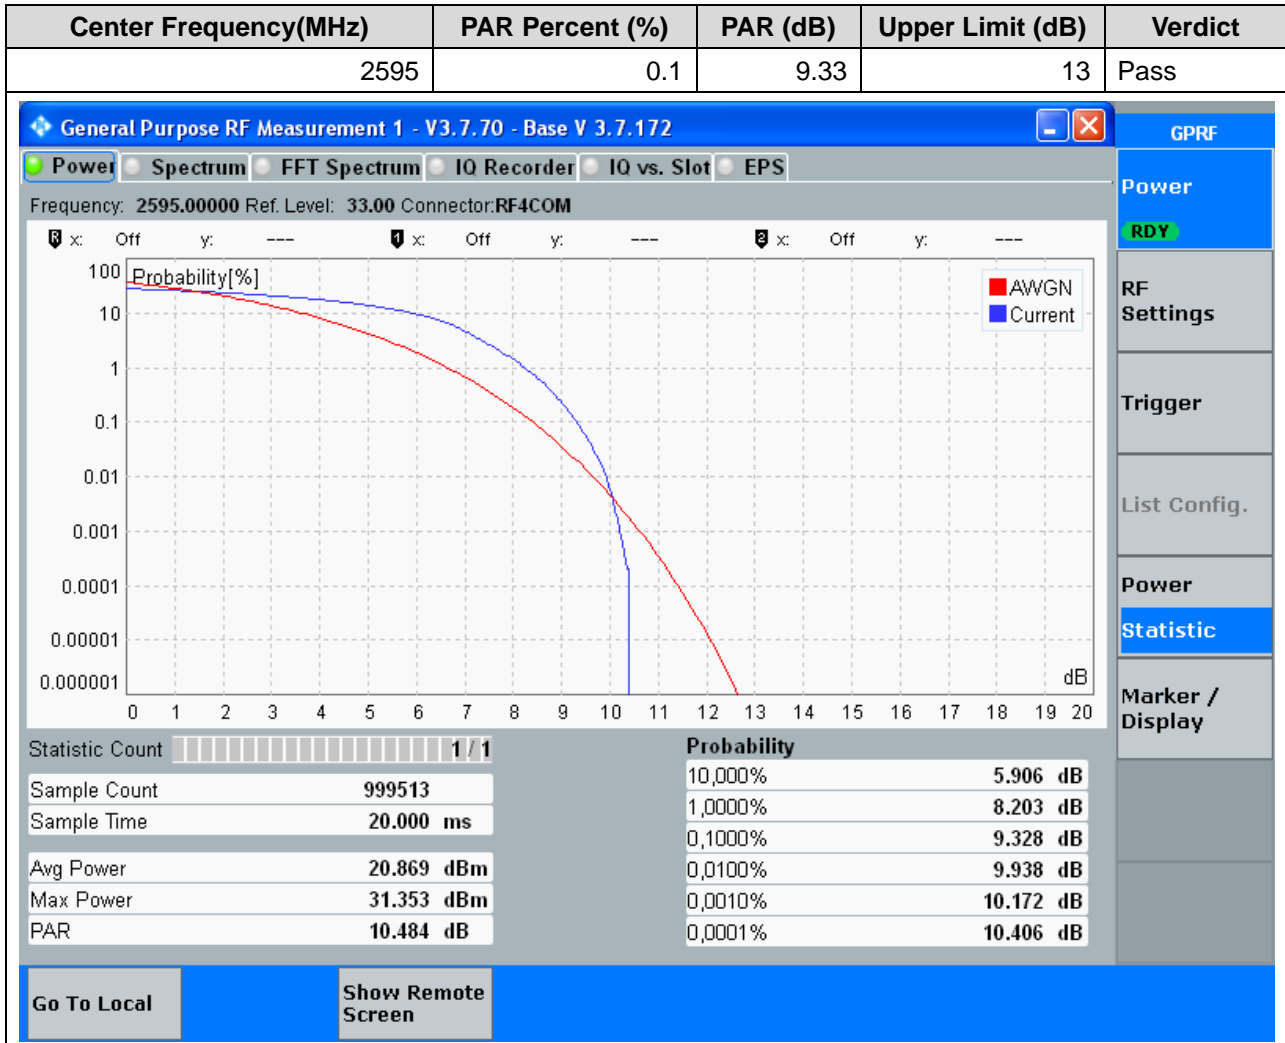 Center Frequency(MHz) PAR Percent (%) PAR (dB) Upper Limit (dB) Verdict
2595 0.1 9.33 13 Pass
General Purpose RF Measurement 1 - V3.7.70 - Base V 3.7.172
GPRF
Power Spectrum FFT Spectrum IQ Recorder IQ vs. Slot EPS
Frequency: 2595.00000 Ref. Level: 33.00 Connector:RF4COM
R x: Off y: --- 1 x: Off y: --- 2 x: Off y: ---
Probability[%]
100
10
1
0.1
0.01
0.001
0.0001
0.00001
0.000001
AWGN
Current
dB
0 1 2 3 4 5 6 7 8 9 10 11 12 13 14 15 16 17 18 19 20
Statistic Count 1 / 1
Sample Count 999513
Sample Time 20.000 ms
Avg Power 20.869 dBm
Max Power 31.353 dBm
PAR 10.484 dB
Probability
10,000% 5.906 dB
1,0000% 8.203 dB
0,1000% 9.328 dB
0,0100% 9.938 dB
0,0010% 10.172 dB
0,0001% 10.406 dB
Power
RDY
RF
Settings
Trigger
List Config.
Power
Statistic
Marker /
Display
Go To Local
Show Remote
Screen